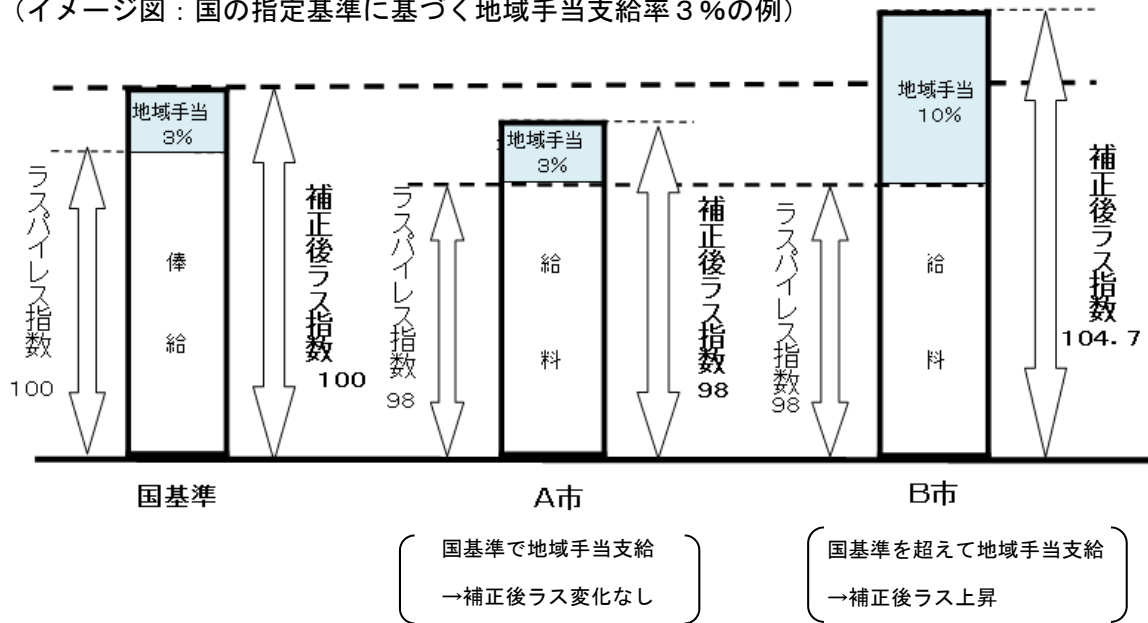 （イメージ図：国の指定基準に基づく地域手当支給率３％の例）
地域手当
3%
ラスパイレス指数
100
俸
給
補正後ラス指数
100
国基準
地域手当
3%
ラスパイレス指数
98
給
料
補正後ラス指数
98
A市
国基準で地域手当支給
→補正後ラス変化なし
地域手当
10%
ラスパイレス指数
98
給
料
補正後ラス指数
104.7
B市
国基準を超えて地域手当支給
→補正後ラス上昇